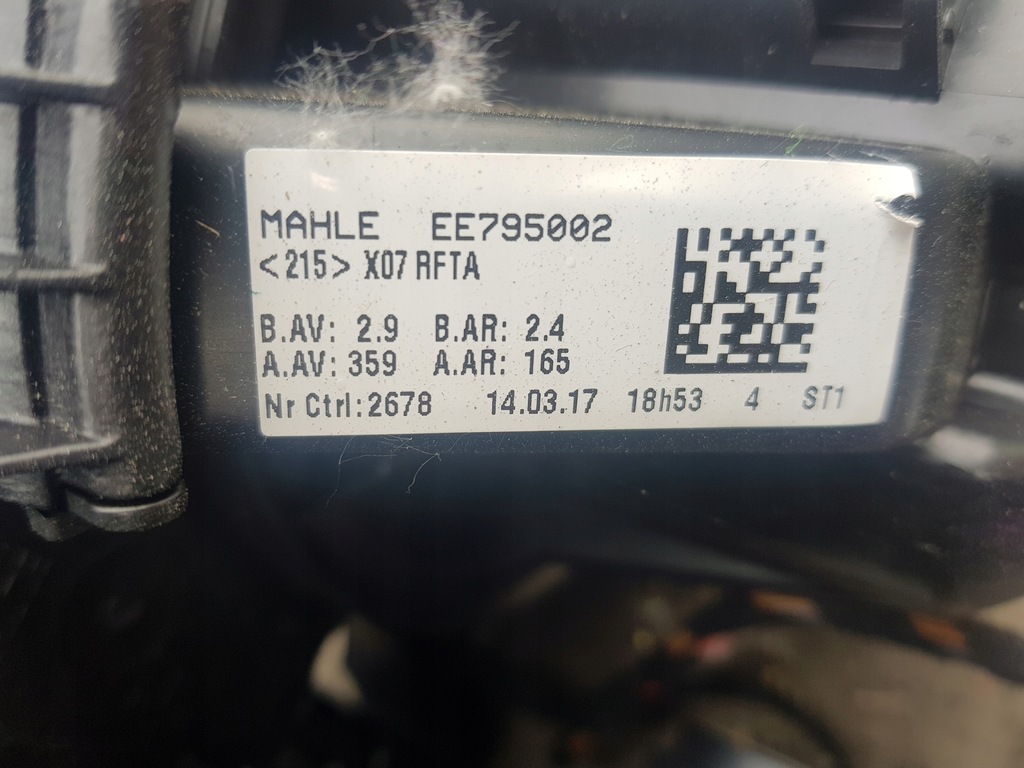 MAHLE EE795002
<215> X07 RFTA
B.AV: 2.9 B.AR: 2.4
A.AV: 359 A.AR: 165
Nr Ctrl:2678 14.03.17 18h53 4 ST1